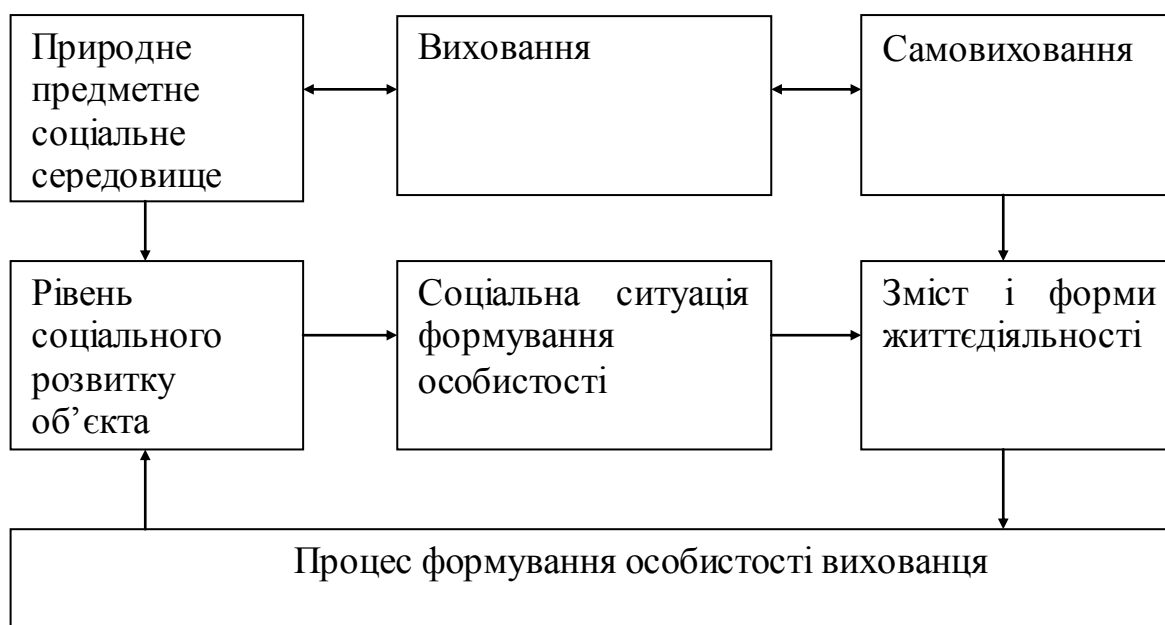 Природне
предметне
соціальне
середовище
Виховання
Самовиховання
Рівень
соціального
розвитку
об’єкта
Соціальна ситуація
формування
особистості
Зміст і форми
життєдіяльності
Процес формування особистості вихованця